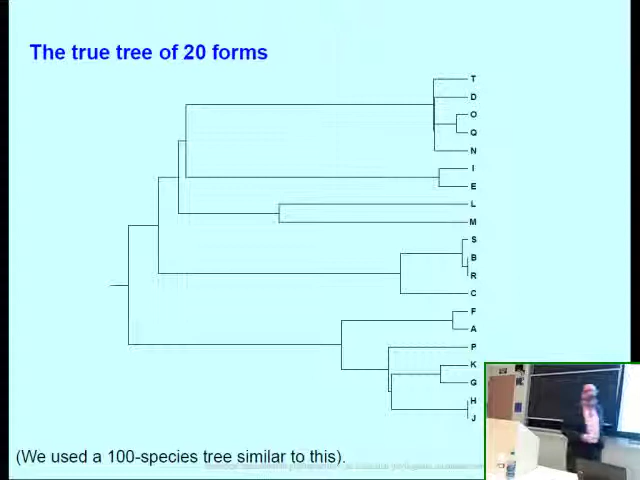 The true tree of 20 forms
T
D
O
Q
N
I
E
L
M
S
B
R
C
F
A
P
K
G
H
J
(We used a 100-species tree similar to this).